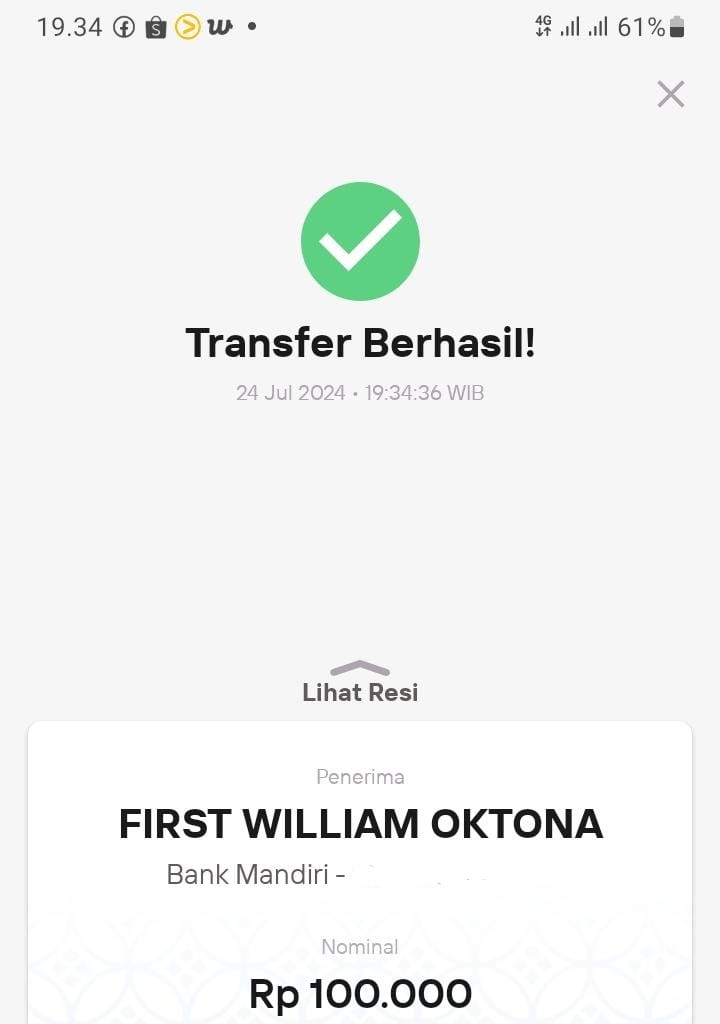 19.34
4G
61%
Transfer Berhasil!
24 Jul 2024 • 19:34:36 WIB
Lihat Resi
Penerima
FIRST WILLIAM OKTONA
Bank Mandiri -
Nominal
Rp 100.000